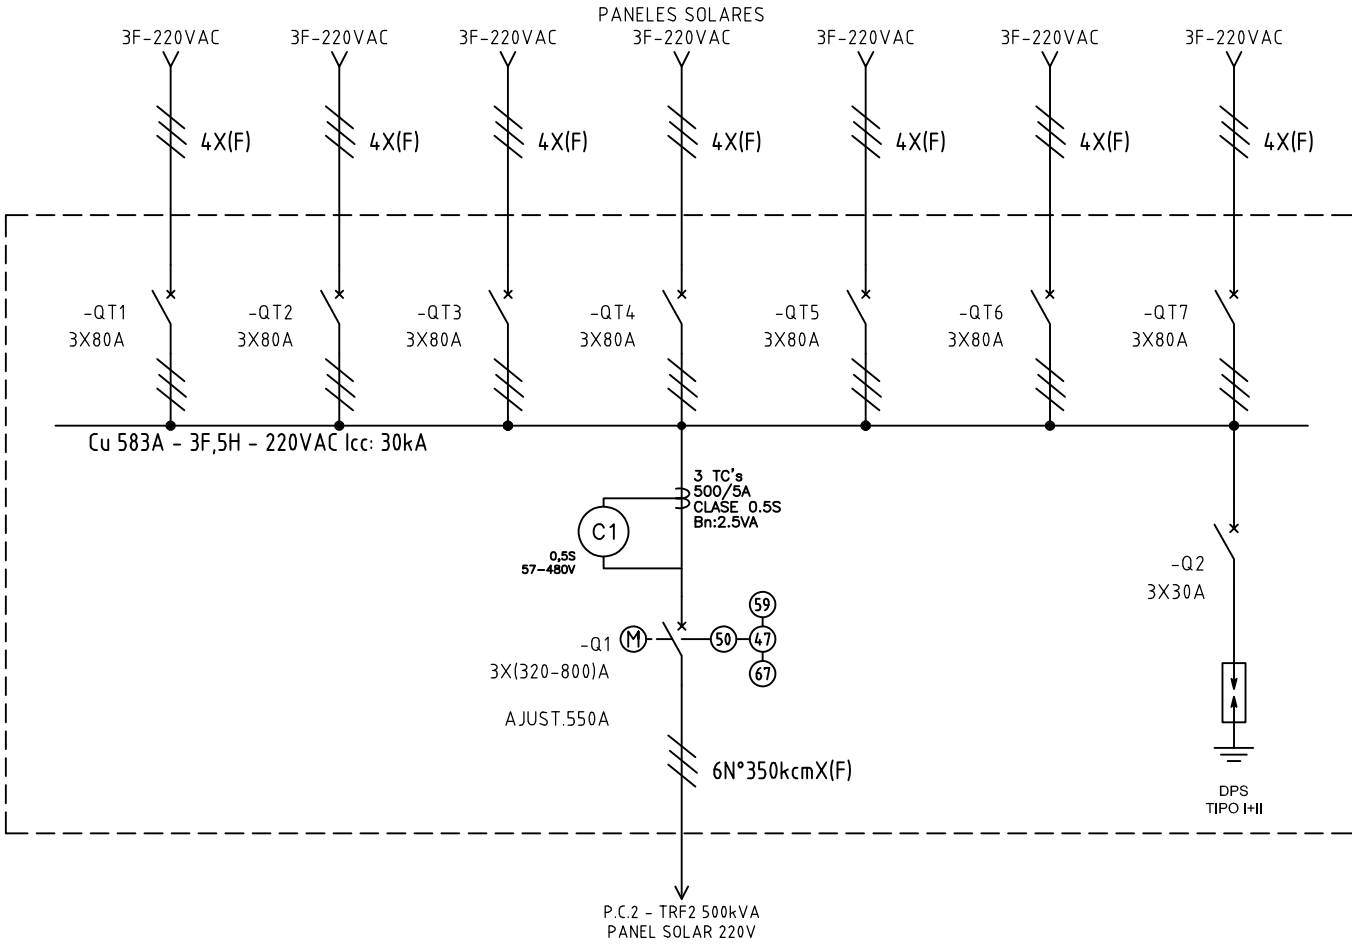 PANELES SOLARES
3F-220VAC
3F-220VAC
3F-220VAC
3F-220VAC
3F-220VAC
3F-220VAC
3F-220VAC
4X(F)
4X(F)
4X(F)
4X(F)
4X(F)
4X(F)
4X(F)
-QT1
3X80A
-QT2
3X80A
-QT3
3X80A
-QT4
3X80A
-QT5
3X80A
-QT6
3X80A
-QT7
3X80A
Cu 583A - 3F,5H - 220VAC Icc: 30kA
3 TC's
500/5A
CLASE 0.5S
Bn:2.5VA
C1
0,5S
57-480V
-Q1
3X(320-800)A
AJUST.550A
M
50
59
47
67
6N°350kcmX(F)
-Q2
3X30A
DPS
TIPO I+II
P.C.2 - TRF2 500kVA
PANEL SOLAR 220V